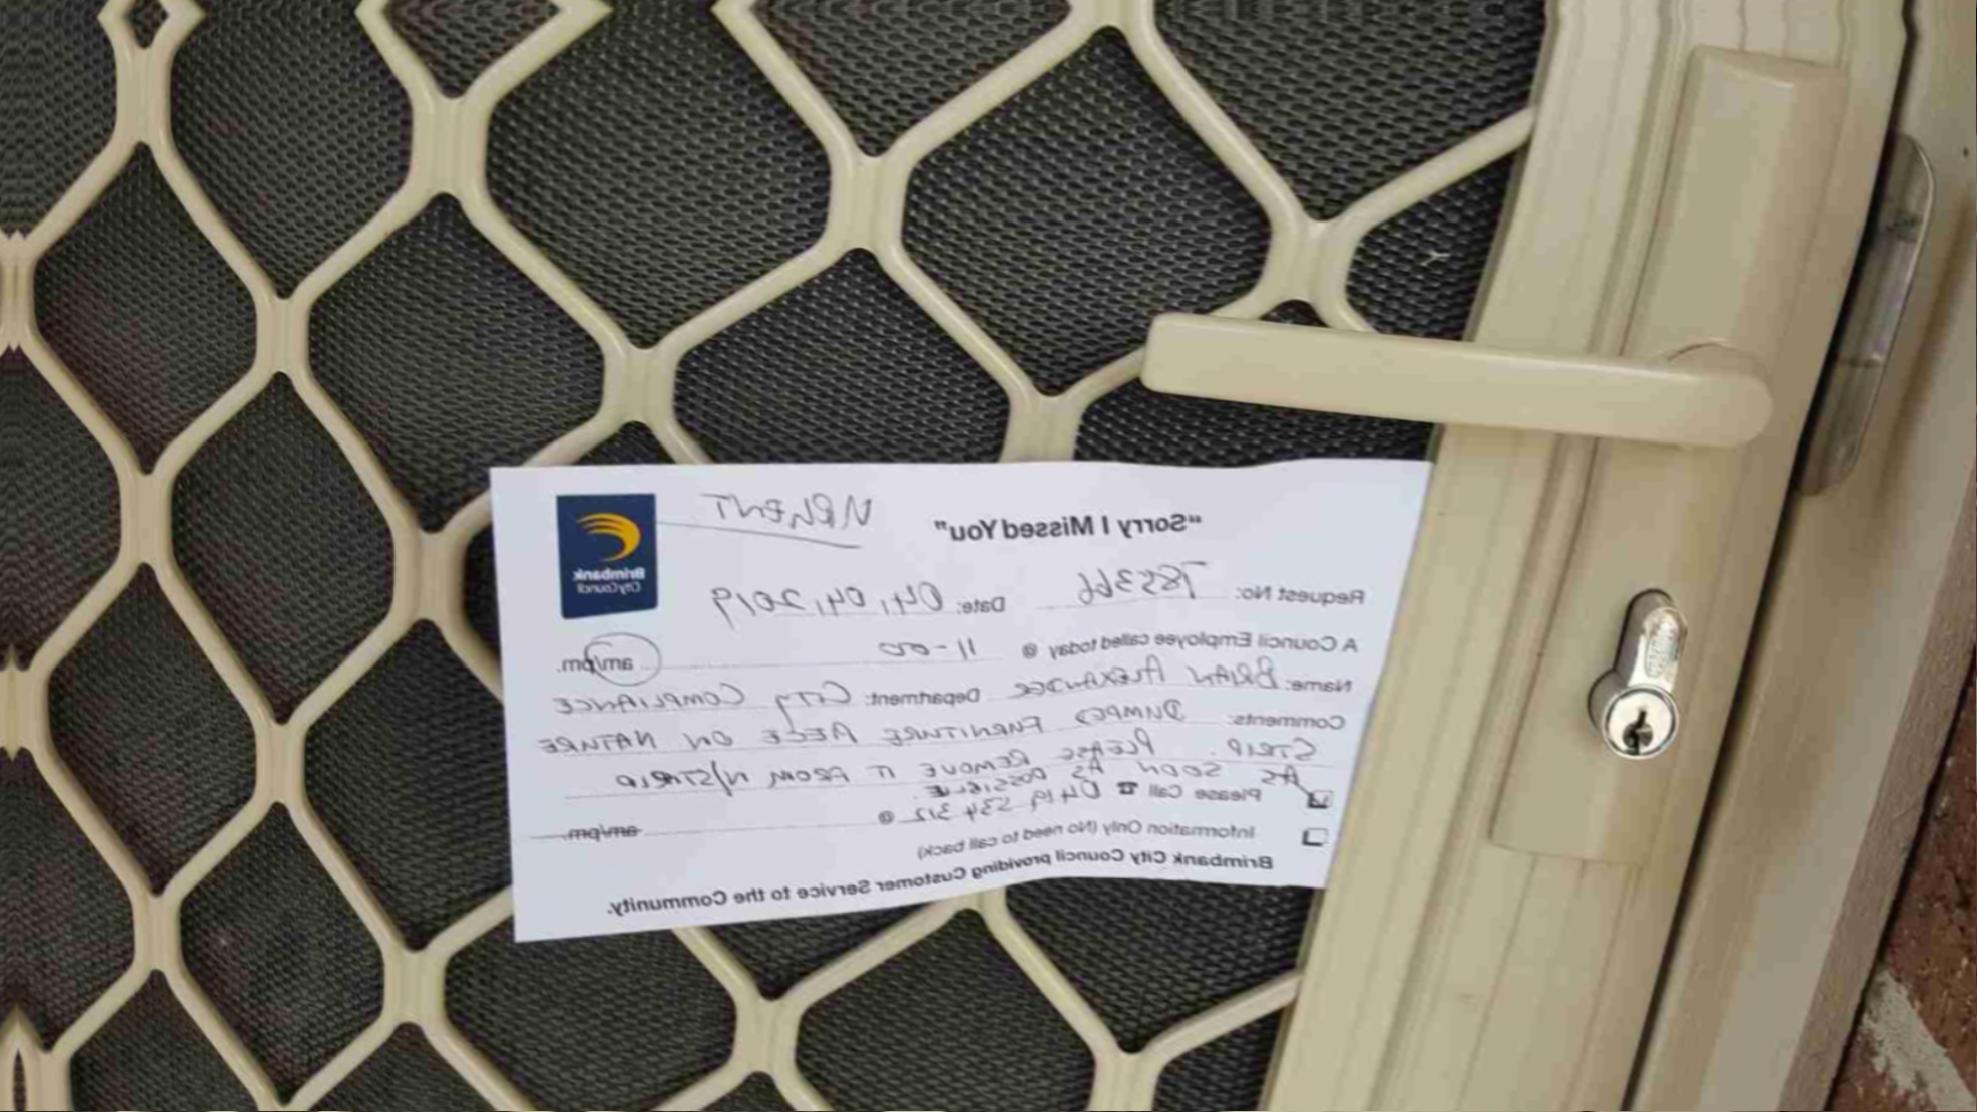 "Sorry I Missed You" URGENT
Brimbank
City Council
Request No: Date: 04,04,2019
A Council Employee called today @ 11-00 am/pm.
Name: BRIAN ALEXANDER Department: CITY COMPLIANCE
Comments: DUMPED FURNITURE PIECE ON NATURE
STRIP. PLEASE REMOVE IT FROM N/STRIP
AS SOON AS POSSIBLE.
Please Call ☎ 0419 534 312 @ am/pm.
Information Only (No need to call back)
Brimbank City Council providing Customer Service to the Community.